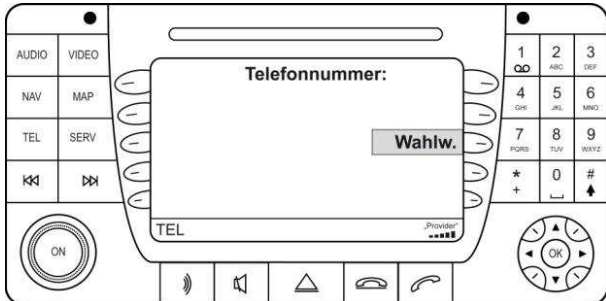 AUDIO VIDEO
NAV MAP
TEL SERV
ON
Telefonnummer:
Wahlw.
TEL „Provider“
1 2 ABC 3 DEF
4 GHI 5 JKL 6 MNO
7 PQRS 8 TUV 9 WXYZ
* + 0 #
OK